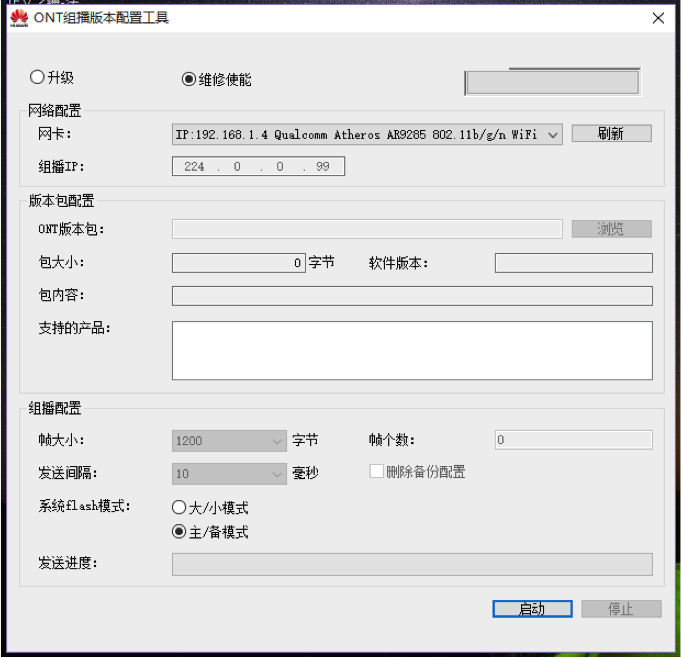 ONT组播版本配置工具
升级 维修使能
网络配置
网卡: IP:192.168.1.4 Qualcomm Atheros AR9285 802.11b/g/n WiFi 刷新
组播IP: 224 . 0 . 0 . 99
版本包配置
ONT版本包: 浏览
包大小: 0 字节 软件版本:
包内容:
支持的产品:
组播配置
帧大小: 1200 字节 帧个数: 0
发送间隔: 10 毫秒 删除备份配置
系统flash模式: 大/小模式
主/备模式
发送进度:
启动 停止